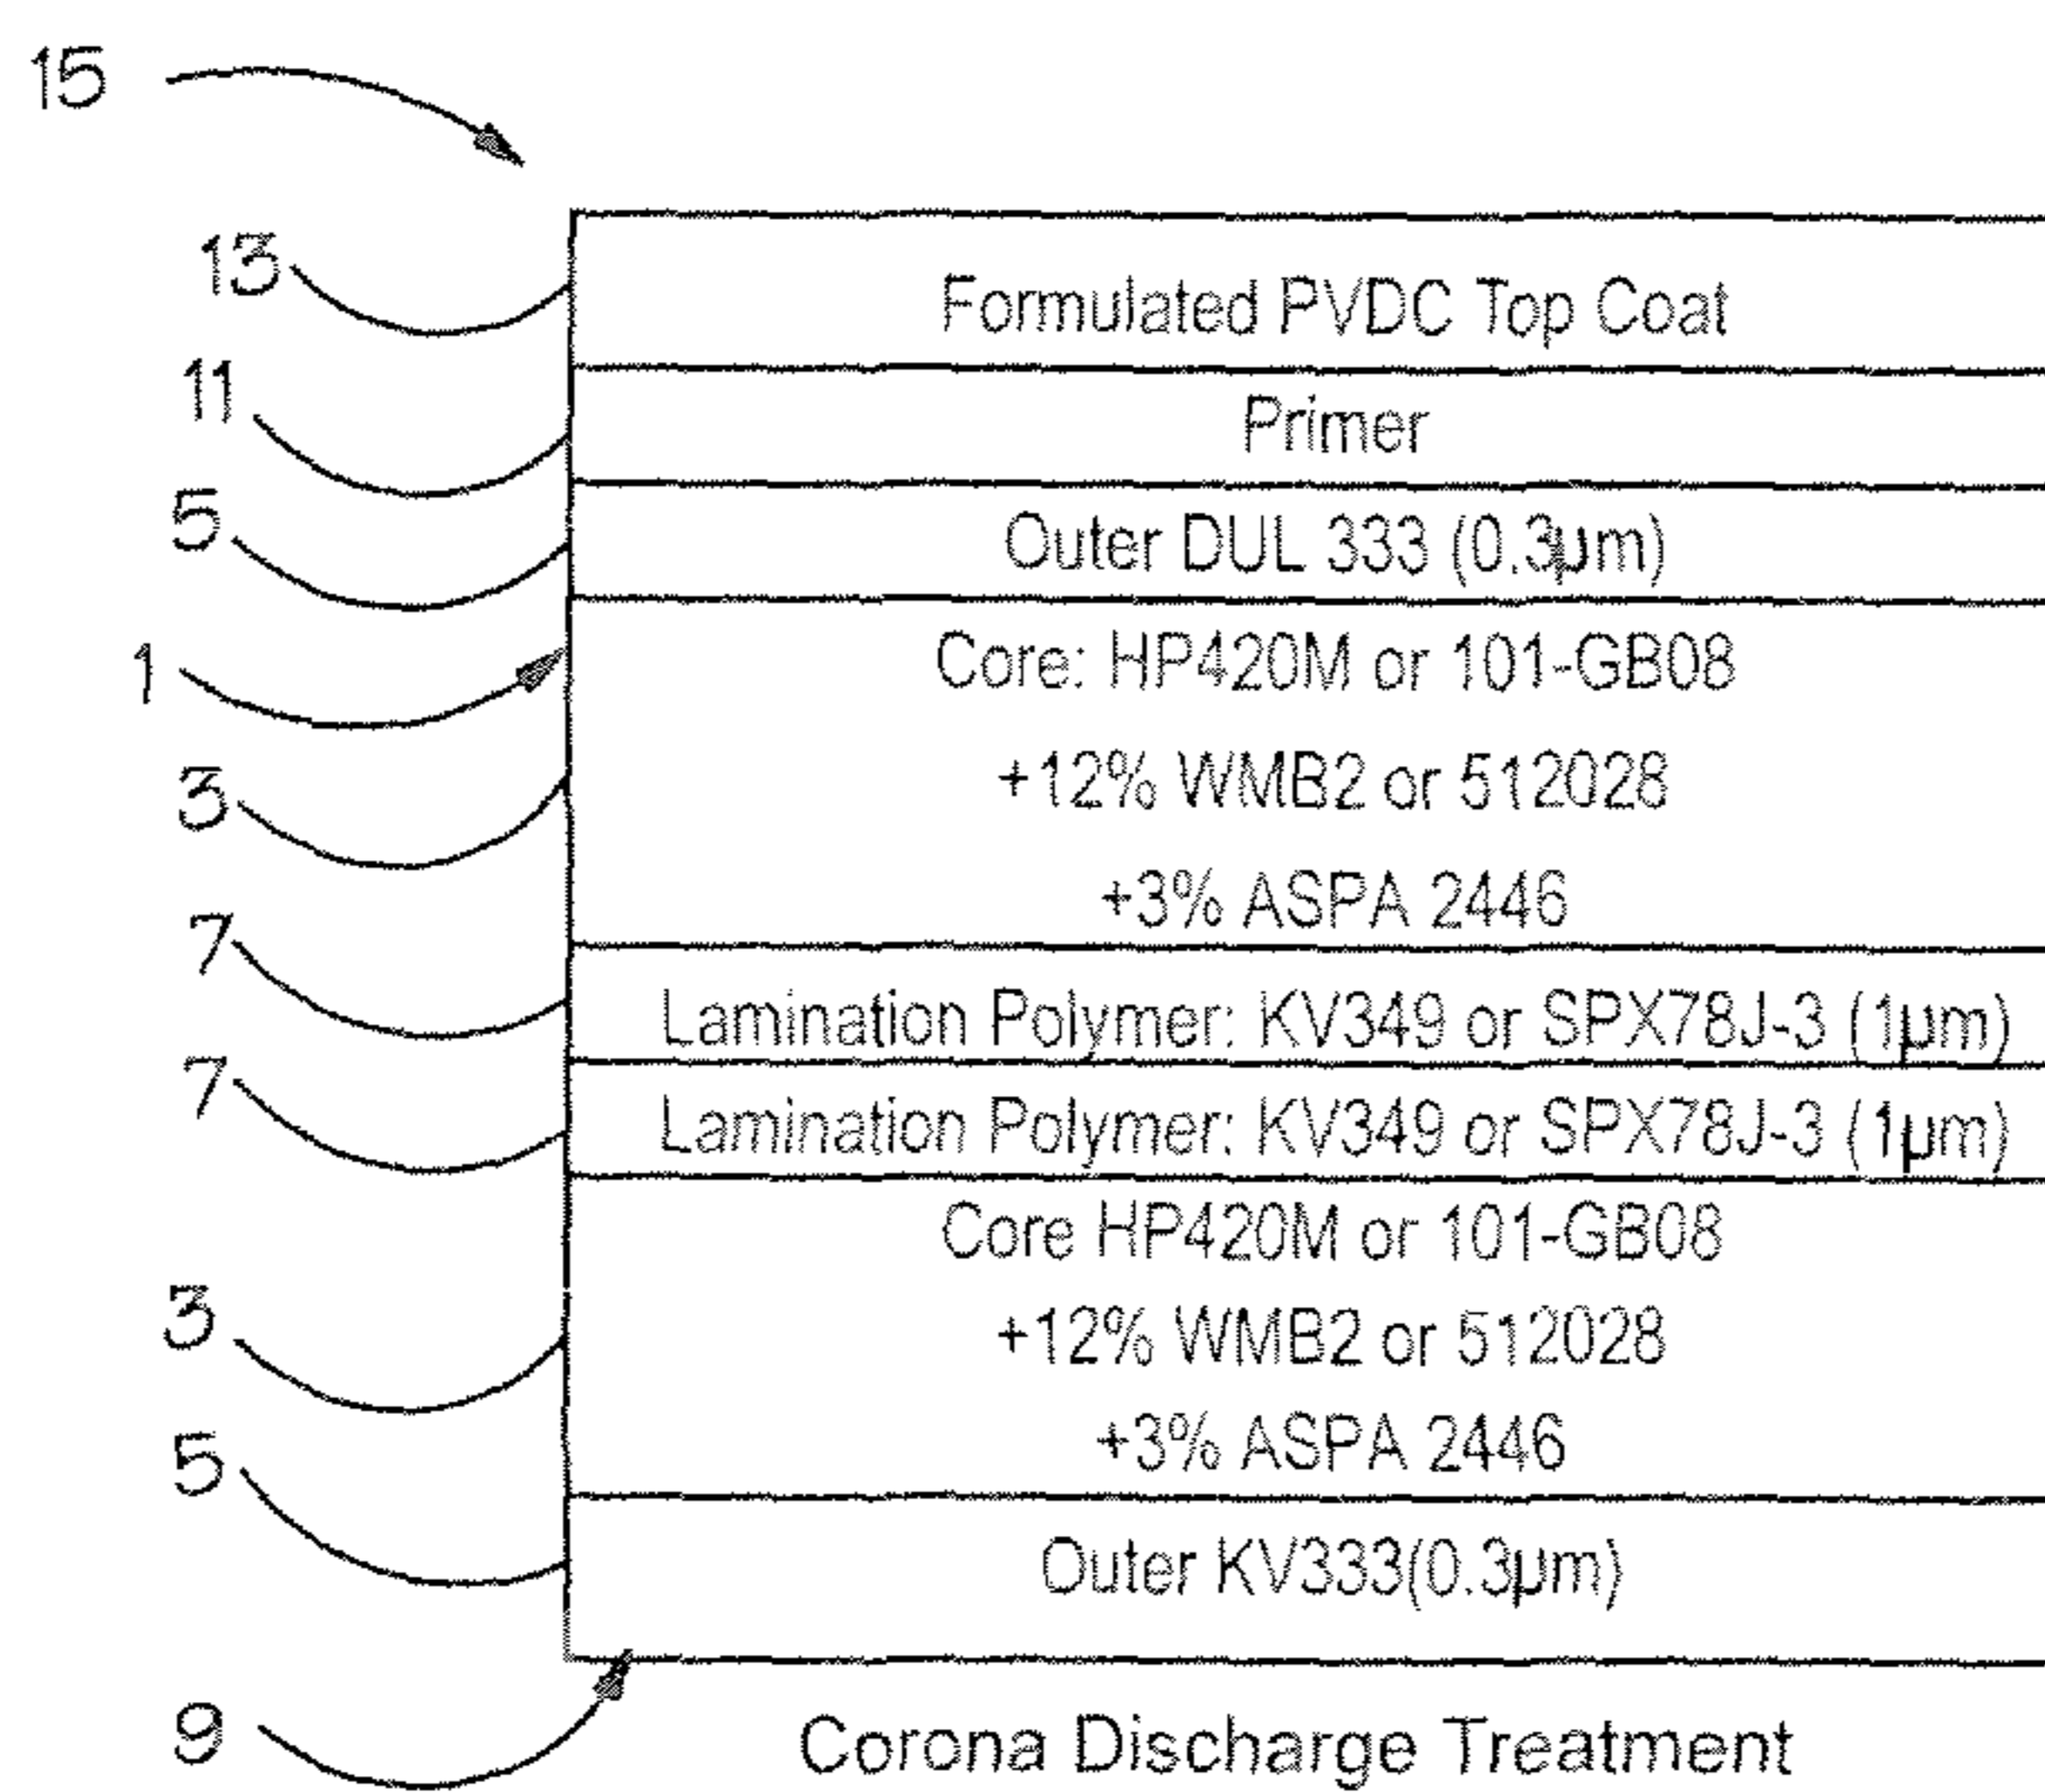 15
13
Formulated PVDC Top Coat
11
Primer
5
Outer DUL 333 (0.3µm)
1
Core: HP420M or 101-GB08
3
+12% WMB2 or 512028
+3% ASPA 2446
7
Lamination Polymer: KV349 or SPX78J-3 (1µm)
7
Lamination Polymer: KV349 or SPX78J-3 (1µm)
Core HP420M or 101-GB08
3
+12% WMB2 or 512028
+3% ASPA 2446
5
Outer KV333(0.3µm)
9
Corona Discharge Treatment